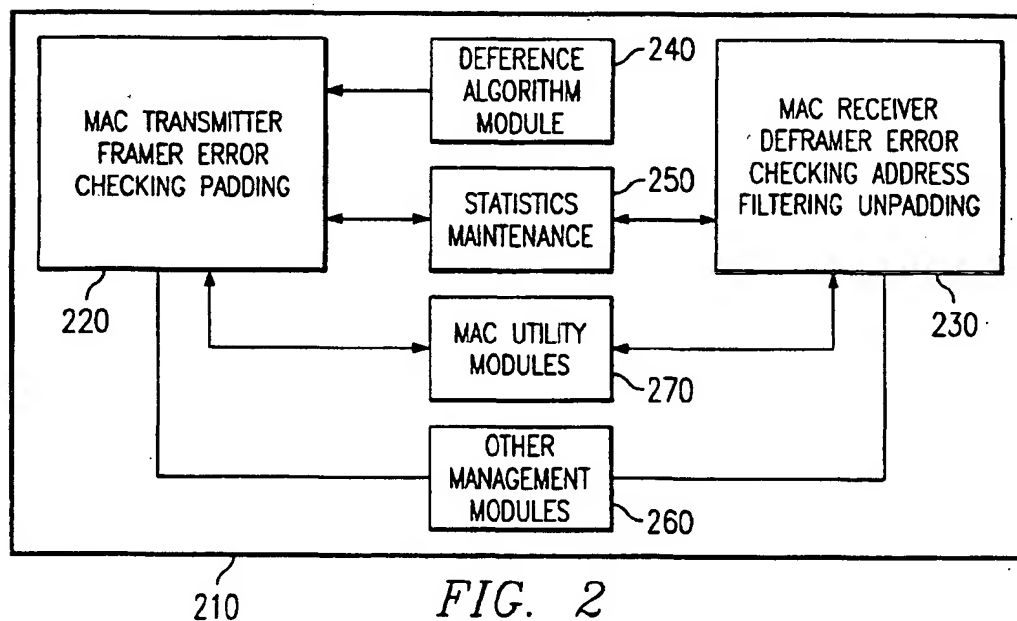 MAC TRANSMITTER
FRAMER ERROR
CHECKING PADDING
220
DEFERENCE
ALGORITHM
MODULE
240
STATISTICS
MAINTENANCE
250
MAC UTILITY
MODULES
270
OTHER
MANAGEMENT
MODULES
260
MAC RECEIVER
DEFRAMER ERROR
CHECKING ADDRESS
FILTERING UNPADDING
230
210
FIG. 2